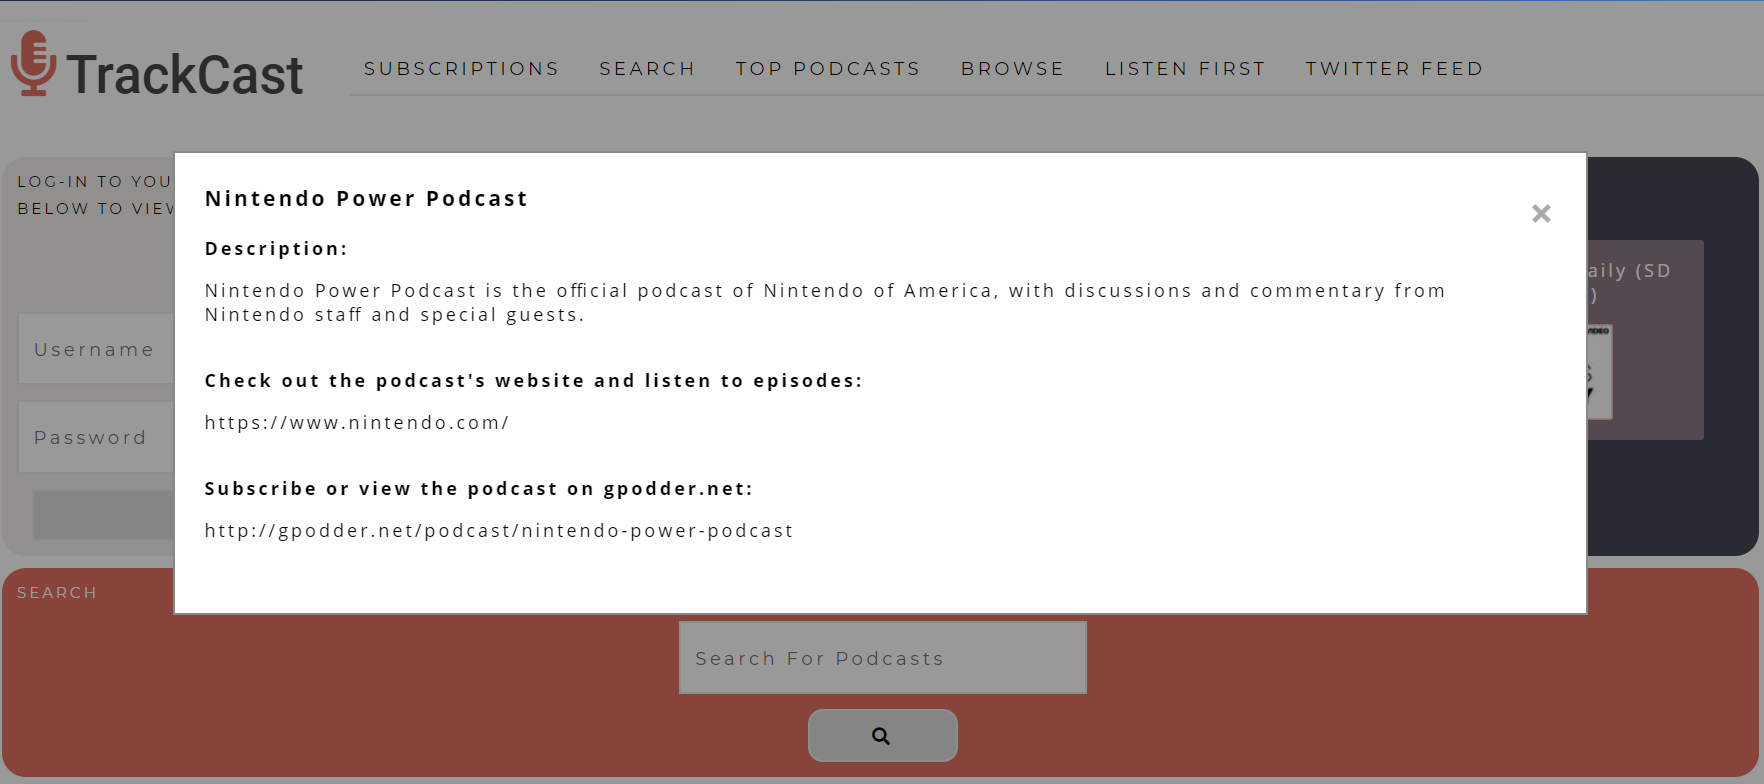 TrackCast
SUBSCRIPTIONS
SEARCH
TOP PODCASTS
BROWSE
LISTEN FIRST
TWITTER FEED
LOG-IN TO YOU
BELOW TO VIEW
Username
Password
Nintendo Power Podcast
×
Description:
Nintendo Power Podcast is the official podcast of Nintendo of America, with discussions and commentary from
Nintendo staff and special guests.
Check out the podcast's website and listen to episodes:
https://www.nintendo.com/
Subscribe or view the podcast on gpodder.net:
http://gpodder.net/podcast/nintendo-power-podcast
aily (SD
)
VIDEO
SEARCH
Search For Podcasts